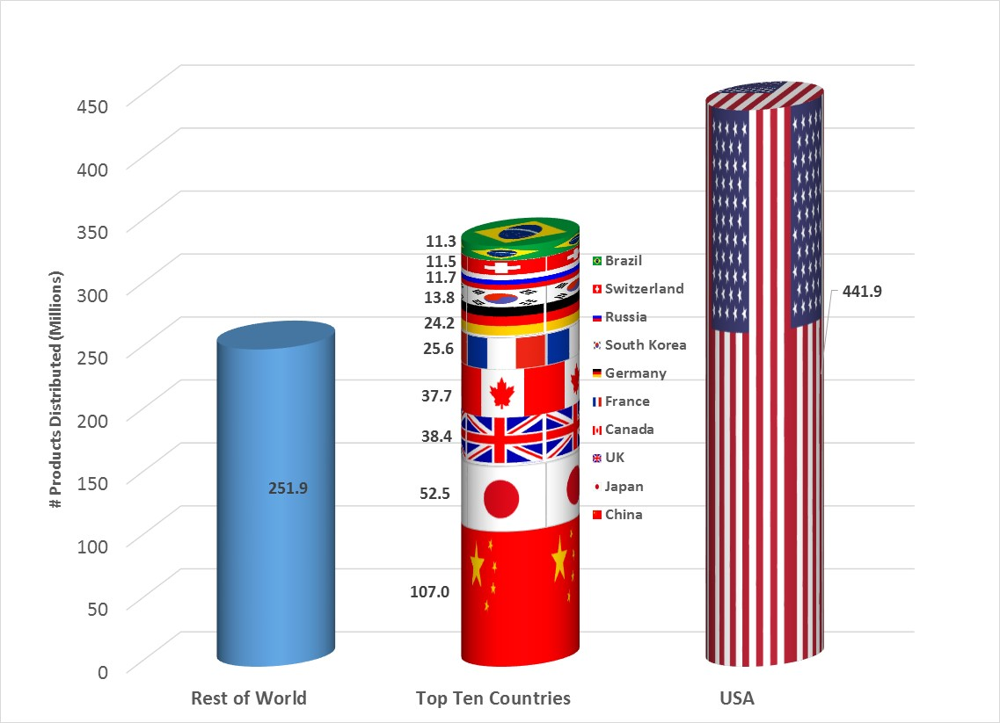 # Products Distributed (Millions)
450
400
350
300
250
200
150
100
50
0
251.9
11.3
11.5
11.7
13.8
24.2
25.6
37.7
38.4
52.5
107.0
Brazil
Switzerland
Russia
South Korea
Germany
France
Canada
UK
Japan
China
441.9
Rest of World
Top Ten Countries
USA